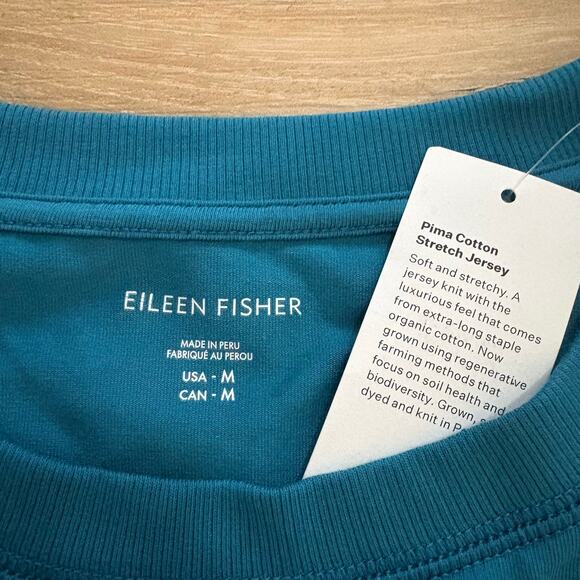 EILEEN FISHER
MADE IN PERU
FABRIQUÉ AU PEROU
USA - M
CAN - M
Pima Cotton
Stretch Jersey
Soft and stretchy. A
jersey knit with the
luxurious feel that comes
from extra-long staple
organic cotton. Now
grown using regenerative
farming methods that
focus on soil health and
biodiversity. Grown,
dyed and knit in